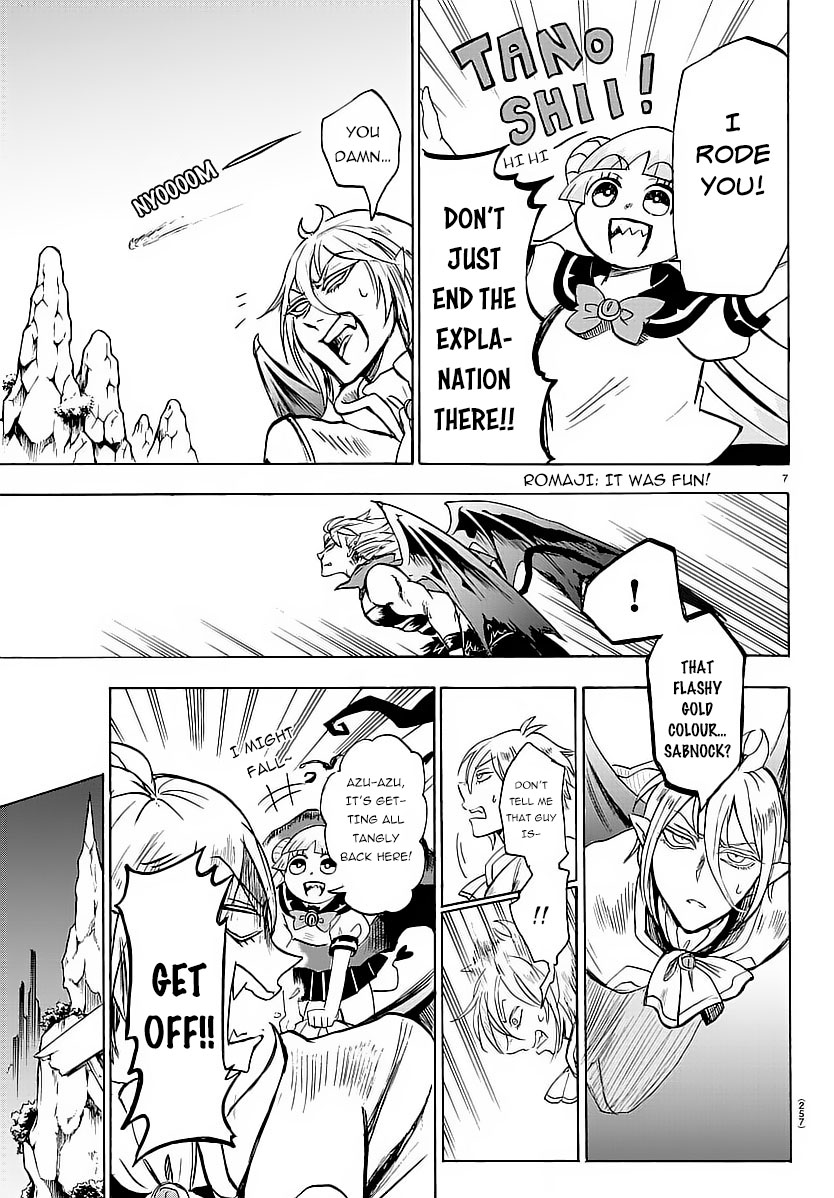 I
RODE
YOU!
TANO
SHII!
HI HI
DON'T
JUST
END THE
EXPLA-
NATION
THERE!!
ROMAJI: IT WAS FUN!
7
YOU
DAMN...
NYOOOOM
!
THAT
FLASHY
GOLD
COLOUR...
SABNOCK?
DON'T
TELL ME
THAT GUY
IS-
!!
AZU-AZU,
IT'S GET-
TING ALL
TANGLY
BACK HERE!
I MIGHT
FALL~
GET
OFF!!
(257)